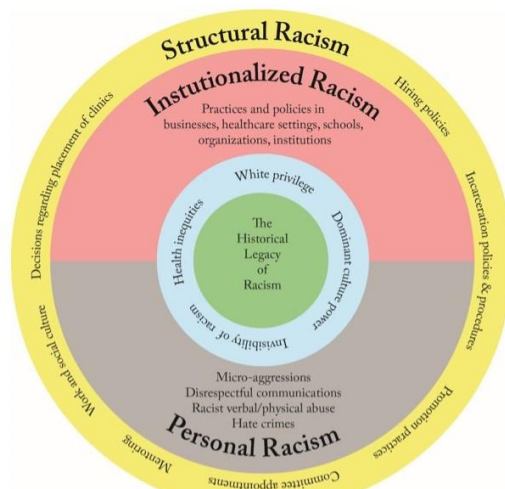 Structural Racism
Instutionalized Racism
Practices and policies in
businesses, healthcare settings, schools,
organizations, institutions
Hiring policies
Incarceration policies & procedures
Promotion practices
Committee appointments
Mentoring
Work and social culture
Decisions regarding placement of clinics
White privilege
Dominant culture power
Invisibility of racism
Health inequities
The
Historical
Legacy
of
Racism
Micro-aggressions
Disrespectful communications
Racist verbal/physical abuse
Hate crimes
Personal Racism